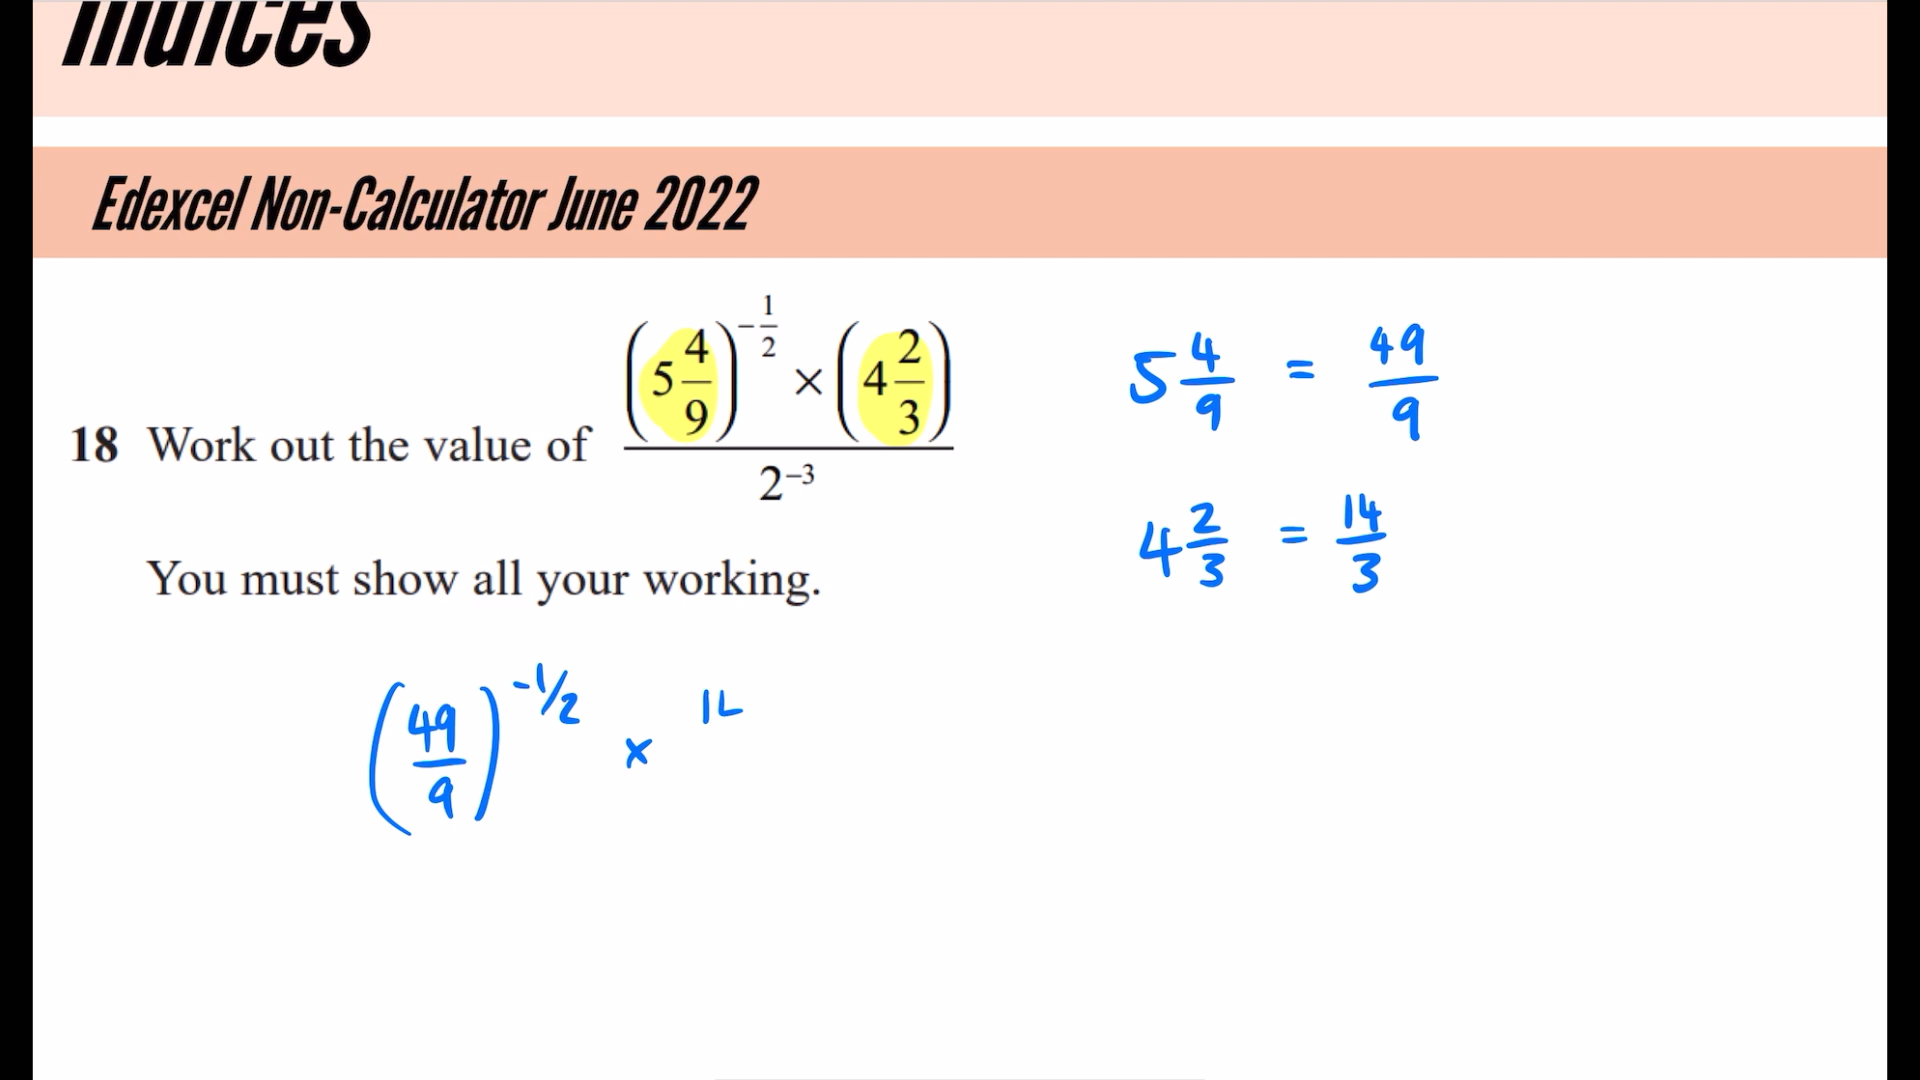 Indices
Edexcel Non-Calculator June 2022
18 Work out the value of (5 4/9)^(-1/2) × (4 2/3) / 2^(–3)
You must show all your working.
5 4/9 = 49/9
4 2/3 = 14/3
(49/9)^(-1/2) ×